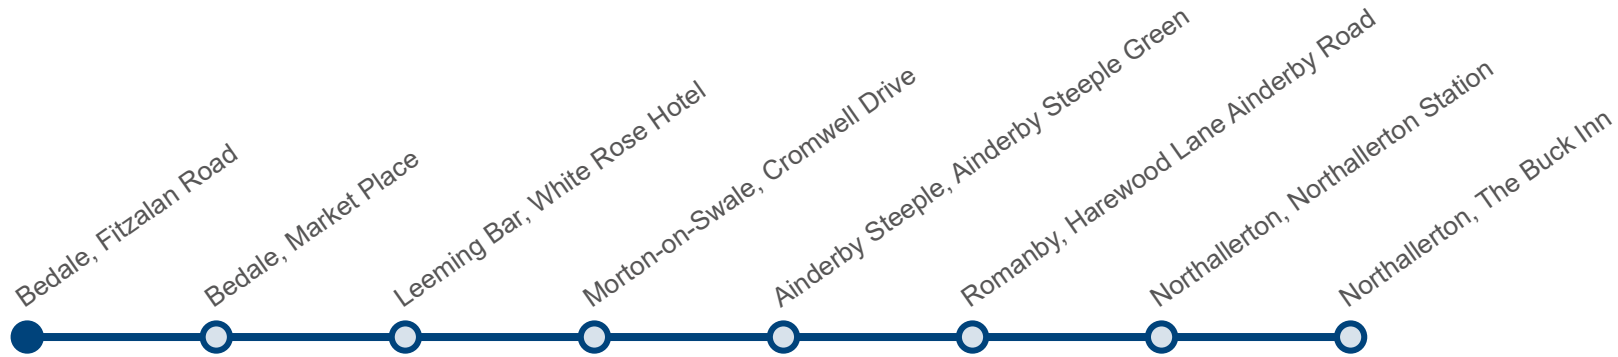 Bedale, Fitzalan Road
Bedale, Market Place
Leeming Bar, White Rose Hotel
Morton-on-Swale, Cromwell Drive
Ainderby Steeple, Ainderby Steeple Green
Romanby, Harewood Lane Ainderby Road
Northallerton, Northallerton Station
Northallerton, The Buck Inn